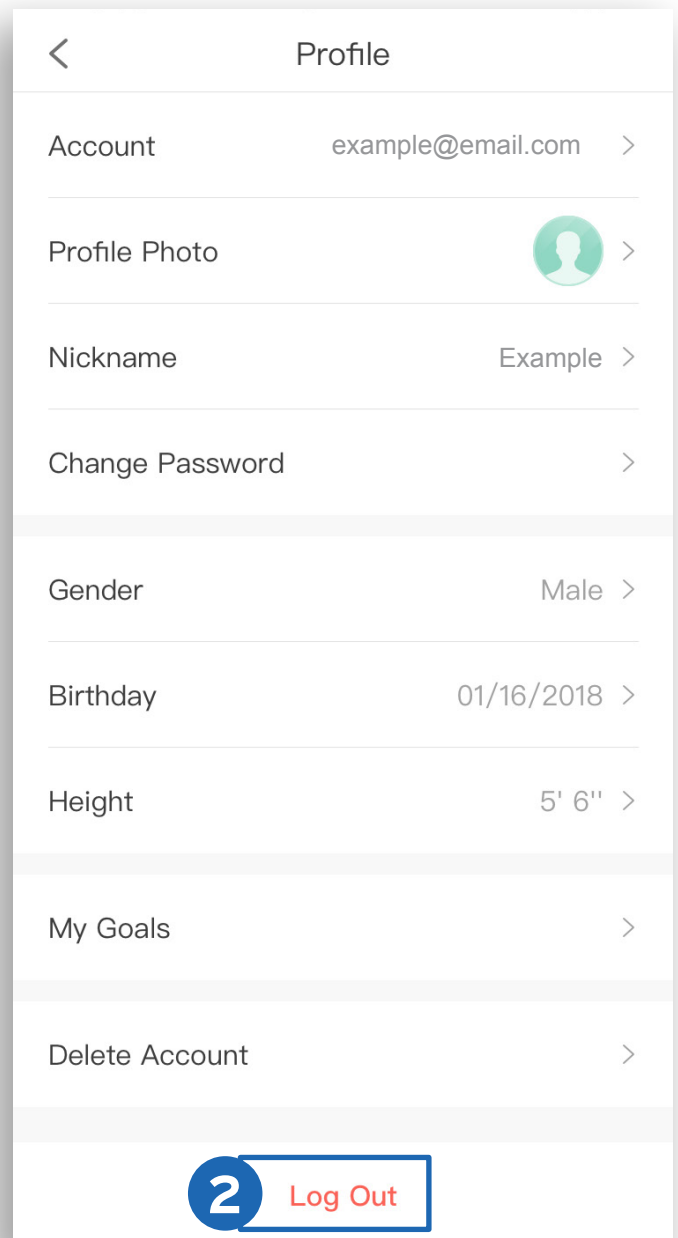 Profile
Account example@email.com
Profile Photo
Nickname Example
Change Password
Gender Male
Birthday 01/16/2018
Height 5' 6''
My Goals
Delete Account
2 Log Out